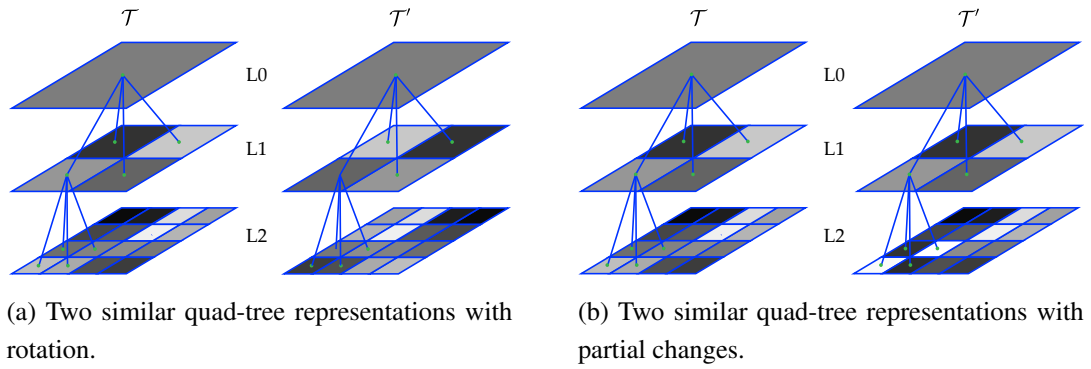 𝒯 𝒯′ 𝒯 𝒯′
L0 L0
L1 L1
L2 L2
(a) Two similar quad-tree representations with
rotation.
(b) Two similar quad-tree representations with
partial changes.